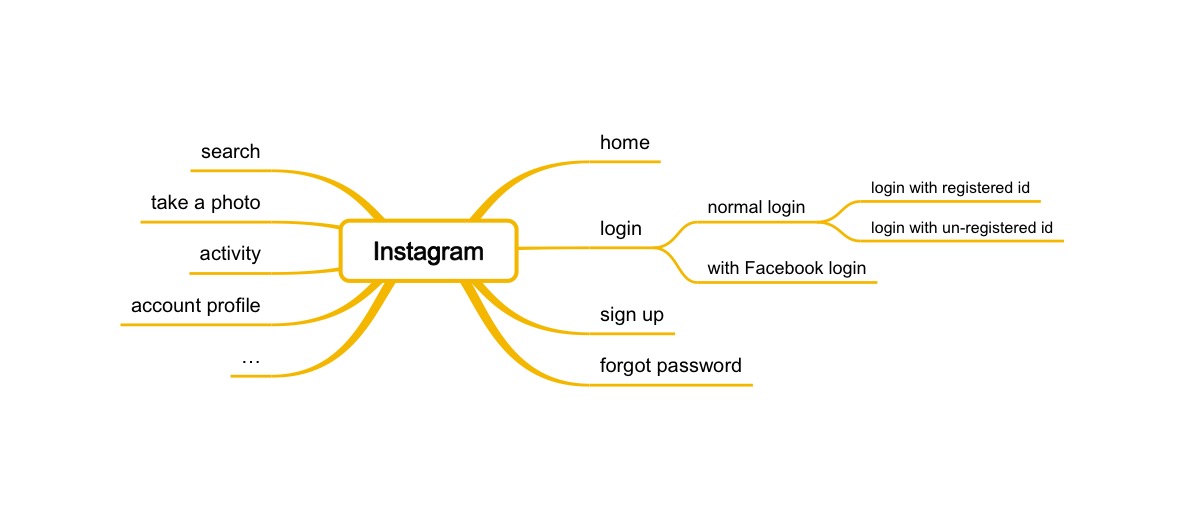 Instagram
home
login
normal login
login with registered id
login with un-registered id
with Facebook login
sign up
forgot password
search
take a photo
activity
account profile
...